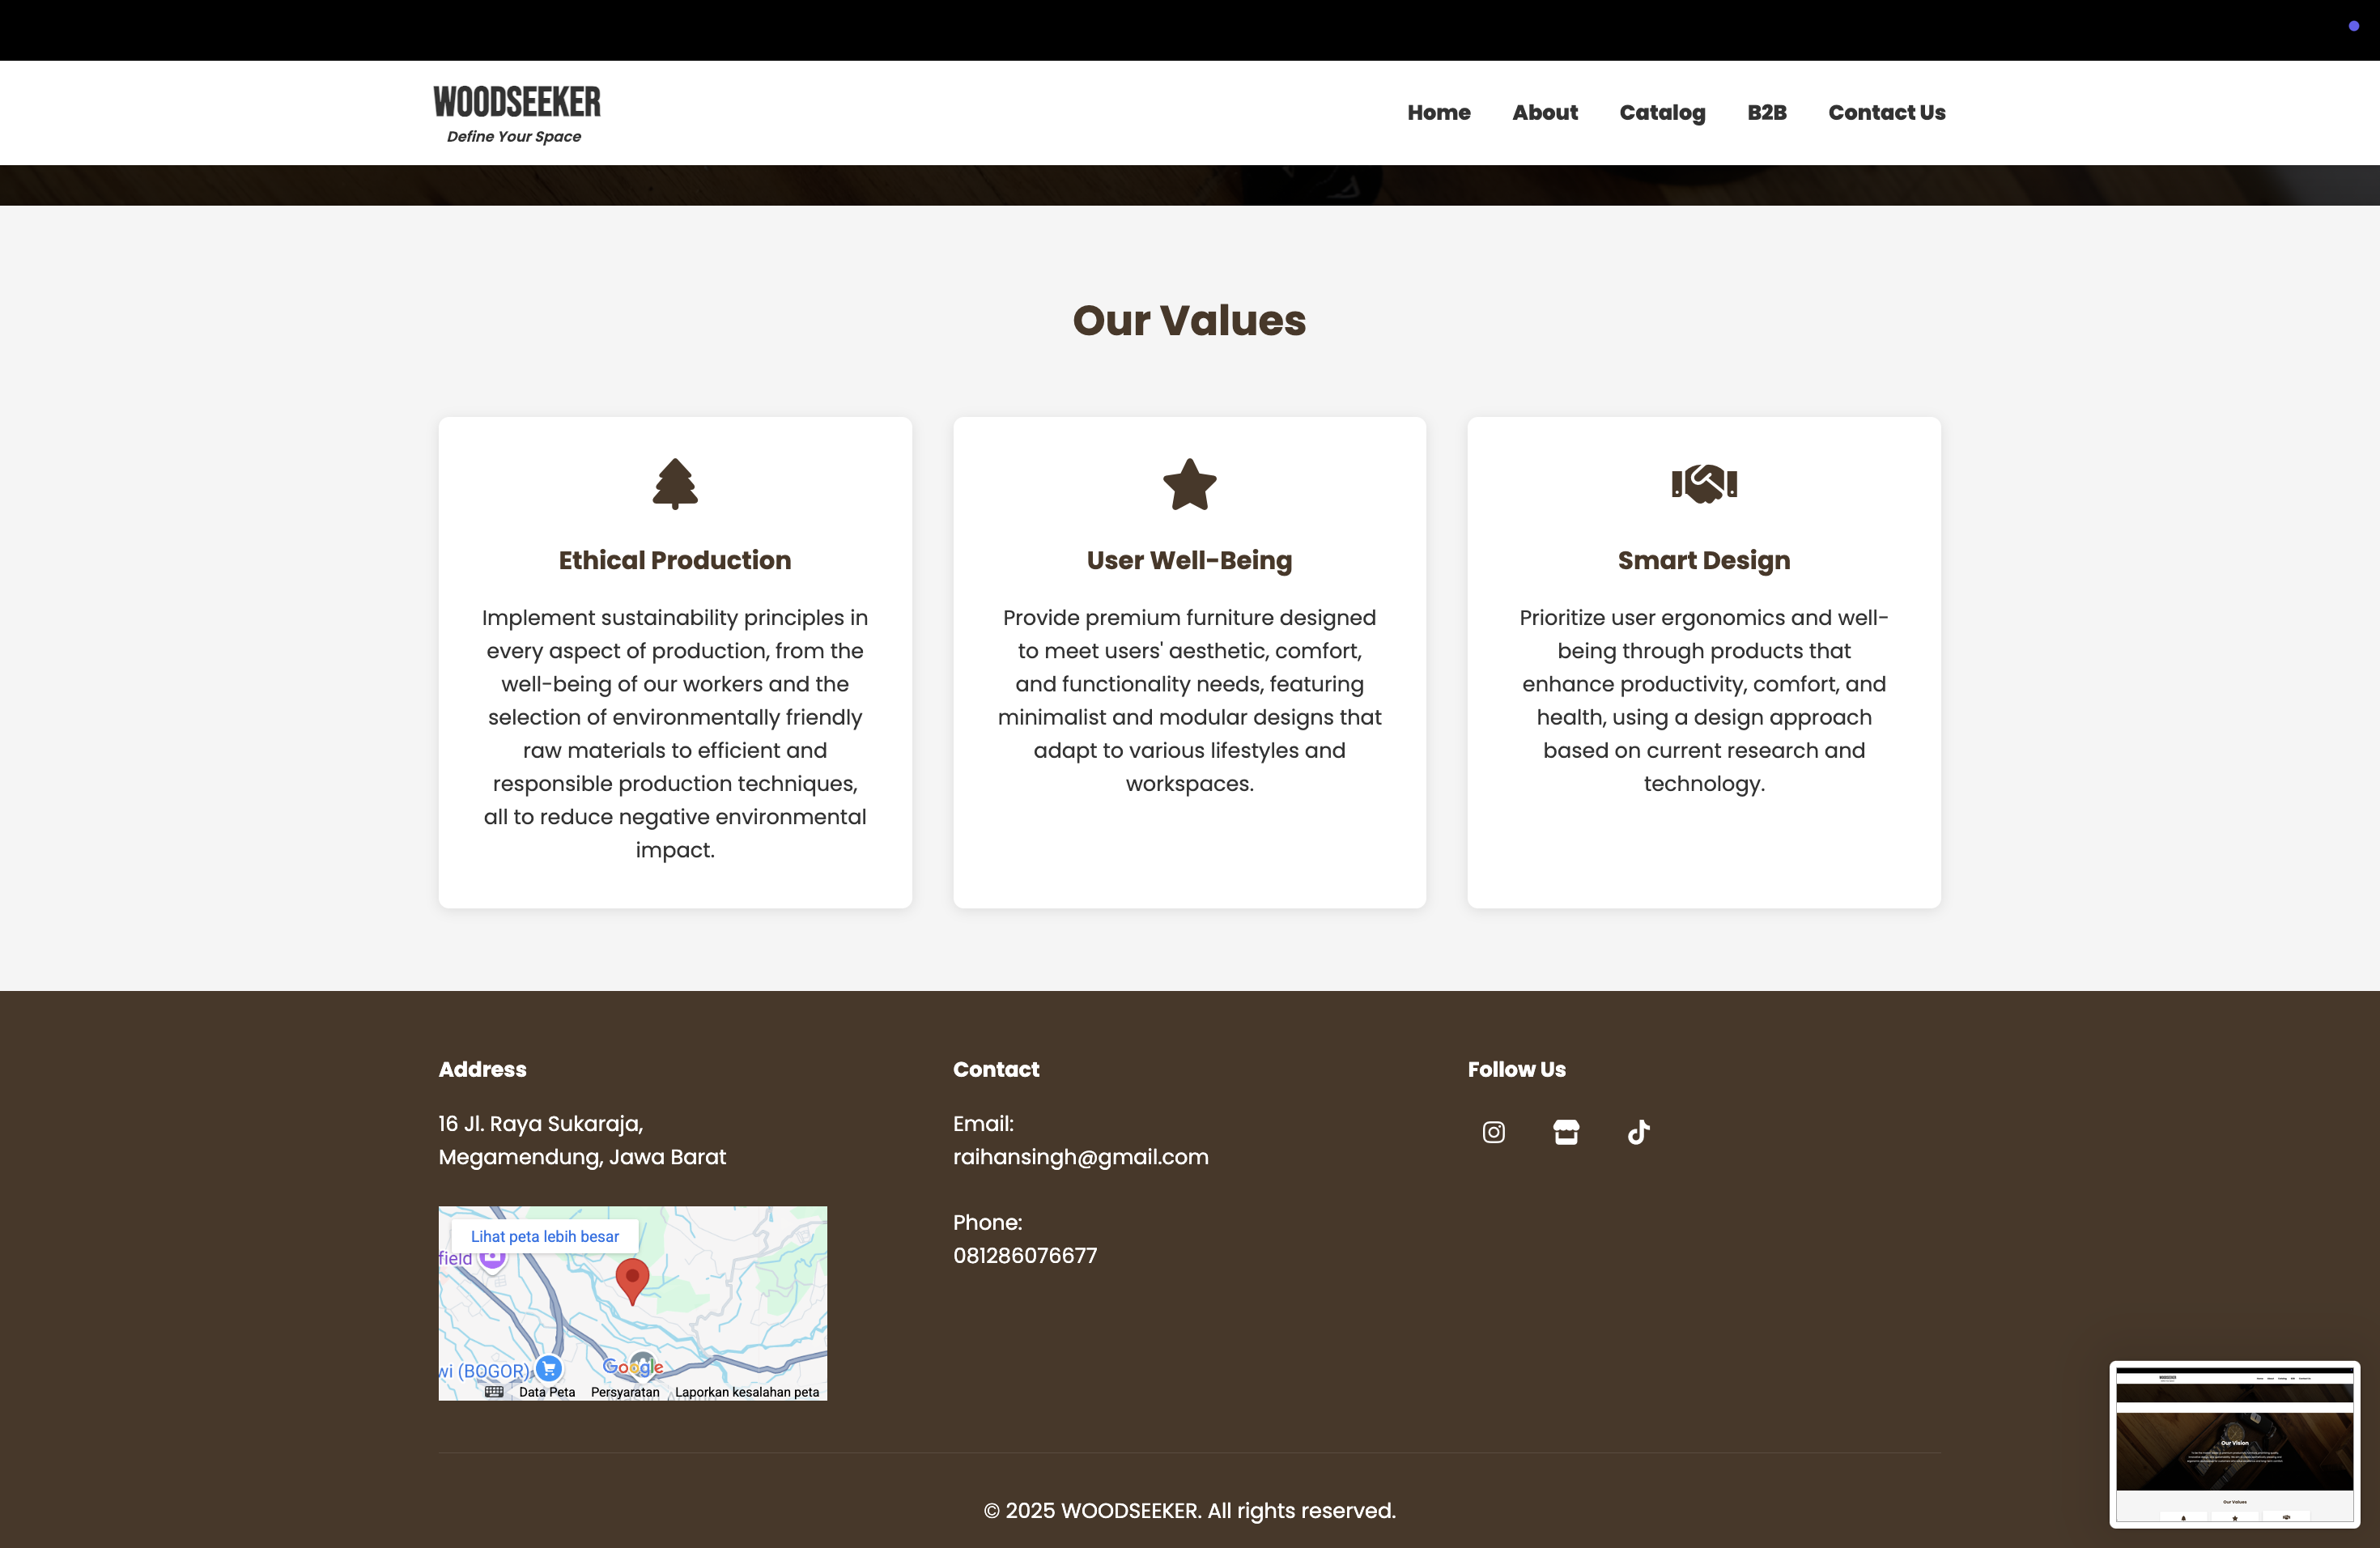 WOODSEEKER
Define Your Space
Home About Catalog B2B Contact Us
Our Values
Ethical Production
Implement sustainability principles in
every aspect of production, from the
well-being of our workers and the
selection of environmentally friendly
raw materials to efficient and
responsible production techniques,
all to reduce negative environmental
impact.
User Well-Being
Provide premium furniture designed
to meet users' aesthetic, comfort,
and functionality needs, featuring
minimalist and modular designs that
adapt to various lifestyles and
workspaces.
Smart Design
Prioritize user ergonomics and well-
being through products that
enhance productivity, comfort, and
health, using a design approach
based on current research and
technology.
Address
16 Jl. Raya Sukaraja,
Megamendung, Jawa Barat
Lihat peta lebih besar
field
wi (BOGOR)
Google
Data Peta Persyaratan Laporkan kesalahan peta
Contact
Email:
raihansingh@gmail.com
Phone:
081286076677
Follow Us
Our Vision
Our Values
© 2025 WOODSEEKER. All rights reserved.